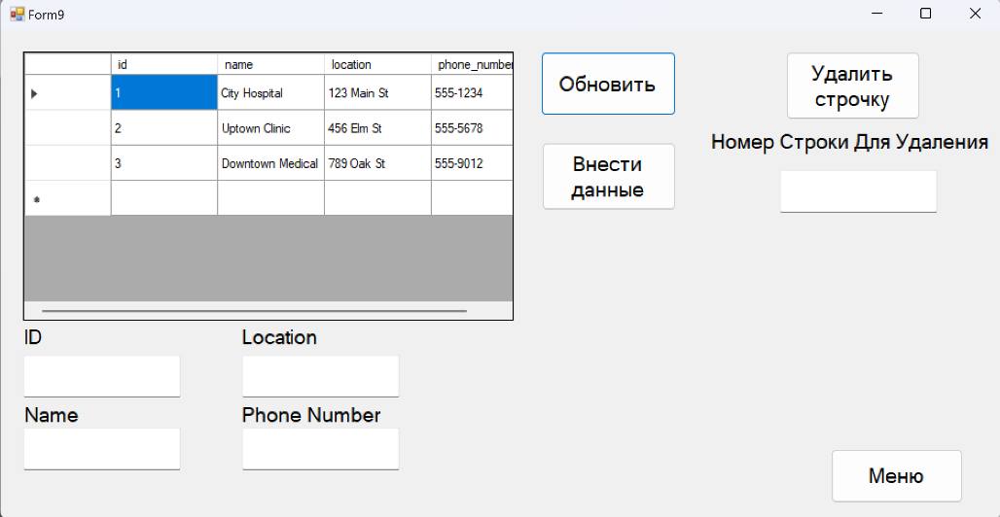 Form9
id name location phone_number
1 City Hospital 123 Main St 555-1234
2 Uptown Clinic 456 Elm St 555-5678
3 Downtown Medical 789 Oak St 555-9012
Обновить
Внести
данные
Удалить
строчку
Номер Строки Для Удаления
ID
Location
Name
Phone Number
Меню